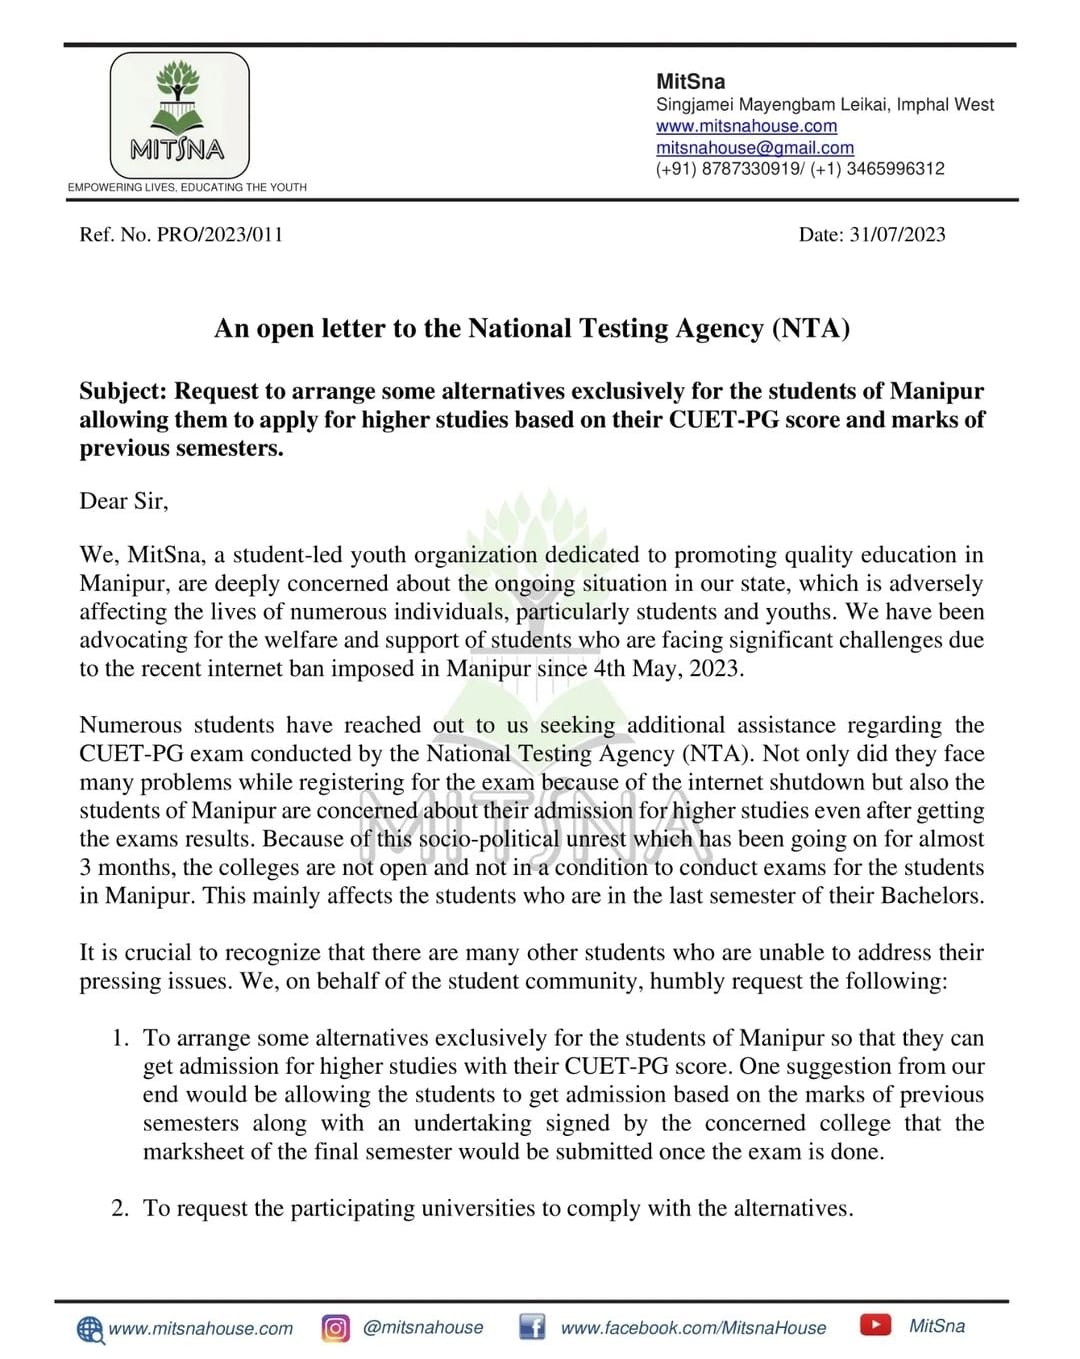 MITSNA
EMPOWERING LIVES, EDUCATING THE YOUTH
MitSna
Singjamei Mayengbam Leikai, Imphal West
www.mitsnahouse.com
mitsnahouse@gmail.com
(+91) 8787330919/ (+1) 3465996312
Ref. No. PRO/2023/011
Date: 31/07/2023
An open letter to the National Testing Agency (NTA)
Subject: Request to arrange some alternatives exclusively for the students of Manipur
allowing them to apply for higher studies based on their CUET-PG score and marks of
previous semesters.
Dear Sir,
We, MitSna, a student-led youth organization dedicated to promoting quality education in
Manipur, are deeply concerned about the ongoing situation in our state, which is adversely
affecting the lives of numerous individuals, particularly students and youths. We have been
advocating for the welfare and support of students who are facing significant challenges due
to the recent internet ban imposed in Manipur since 4th May, 2023.
Numerous students have reached out to us seeking additional assistance regarding the
CUET-PG exam conducted by the National Testing Agency (NTA). Not only did they face
many problems while registering for the exam because of the internet shutdown but also the
students of Manipur are concerned about their admission for higher studies even after getting
the exams results. Because of this socio-political unrest which has been going on for almost
3 months, the colleges are not open and not in a condition to conduct exams for the students
in Manipur. This mainly affects the students who are in the last semester of their Bachelors.
MITSNA
It is crucial to recognize that there are many other students who are unable to address their
pressing issues. We, on behalf of the student community, humbly request the following:
1. To arrange some alternatives exclusively for the students of Manipur so that they can
get admission for higher studies with their CUET-PG score. One suggestion from our
end would be allowing the students to get admission based on the marks of previous
semesters along with an undertaking signed by the concerned college that the
marksheet of the final semester would be submitted once the exam is done.
2. To request the participating universities to comply with the alternatives.
www.mitsnahouse.com
@mitsnahouse
www.facebook.com/MitsnaHouse
MitSna